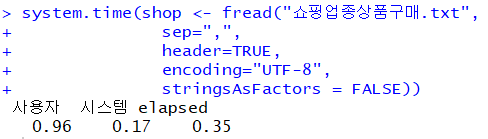 > system.time(shop <- fread("쇼핑업종상품구매.txt",
+ sep=",",
+ header=TRUE,
+ encoding="UTF-8",
+ stringsAsFactors = FALSE))
사용자 시스템 elapsed
0.96 0.17 0.35